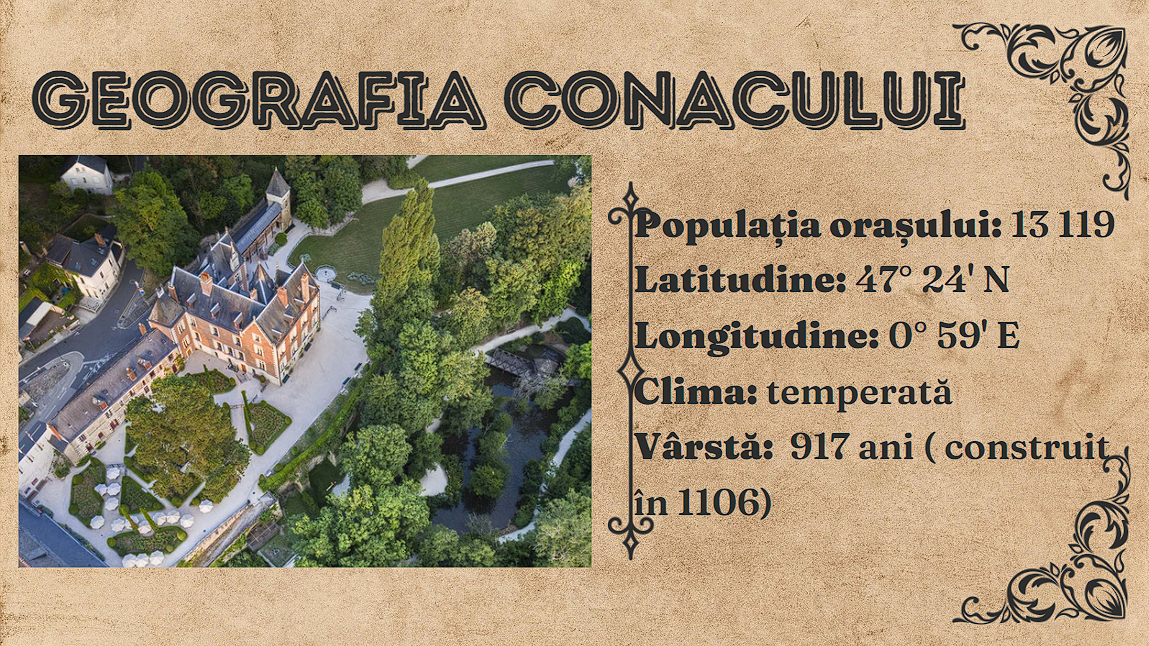 GEOGRAFIA CONACULUI
Populația orașului: 13 119
Latitudine: 47° 24' N
Longitudine: 0° 59' E
Clima: temperată
Vârstă: 917 ani ( construit
în 1106)